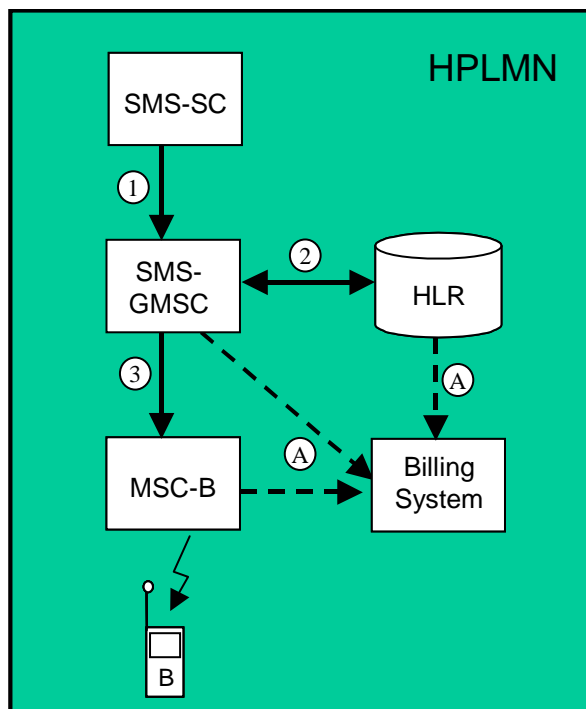 HPLMN
SMS-SC
1
SMS-
GMSC
2
HLR
3
A
A
MSC-B
Billing
System
B